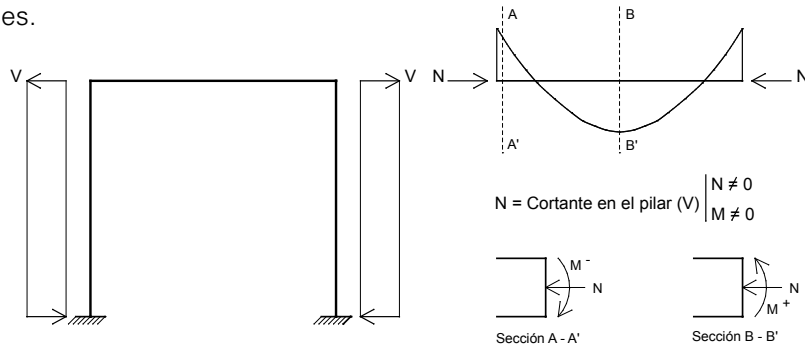 es.
V
V
N
N
A
B
A'
B'
N = Cortante en el pilar (V)
N ≠ 0
M ≠ 0
M -
N
Sección A - A'
N
M +
Sección B - B'